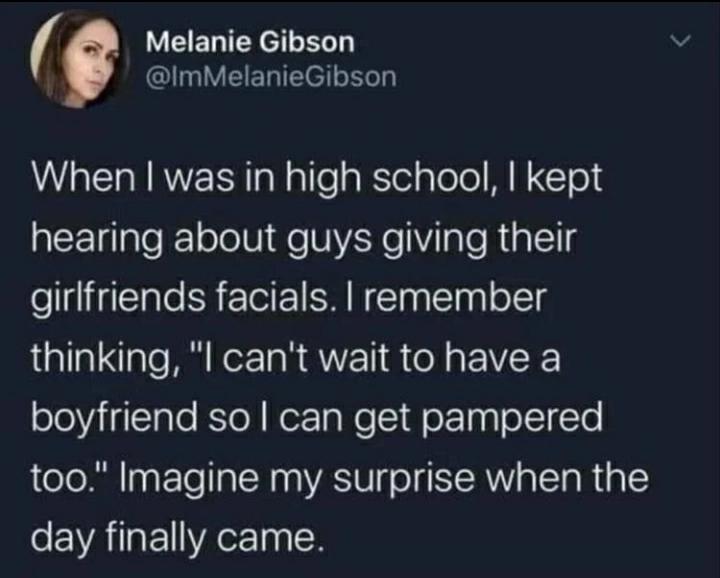 Melanie Gibson
@ImMelanieGibson
When I was in high school, I kept
hearing about guys giving their
girlfriends facials. I remember
thinking, "I can't wait to have a
boyfriend so I can get pampered
too." Imagine my surprise when the
day finally came.